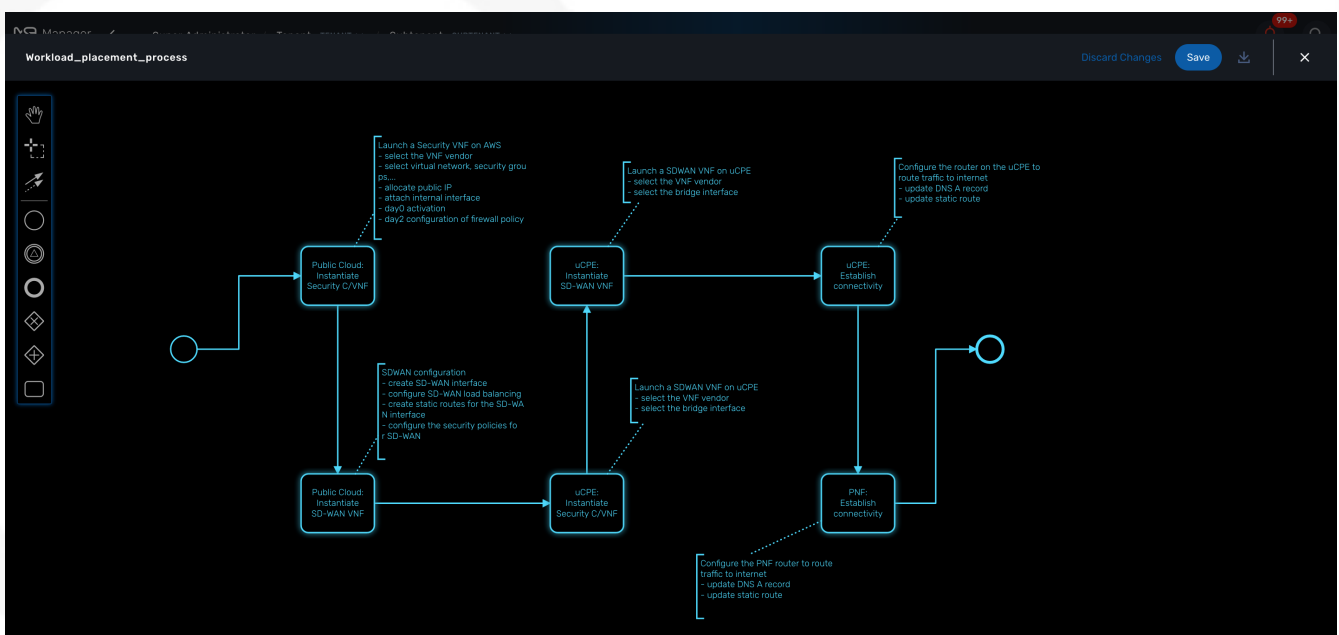 99+
Manager
Workload_placement_process
Discard Changes
Save
Launch a Security VNF on AWS
- select the VNF vendor
- select virtual network, security grou
ps,...
- allocate public IP
- attach internal interface
- day0 activation
- day2 configuration of firewall policy
Launch a SDWAN VNF on uCPE
- select the VNF vendor
- select the bridge interface
Configure the router on the uCPE to
route traffic to internet
- update DNS A record
- update static route
Public Cloud:
Instantiate
Security C/VNF
uCPE:
Instantiate
SD-WAN VNF
uCPE:
Establish
connectivity
SDWAN configuration
- create SD-WAN interface
- configure SD-WAN load balancing
- create static routes for the SD-WA
N interface
- configure the security policies fo
r SD-WAN
Launch a SDWAN VNF on uCPE
- select the VNF vendor
- select the bridge interface
Public Cloud:
Instantiate
SD-WAN VNF
uCPE:
Instantiate
Security C/VNF
PNF:
Establish
connectivity
Configure the PNF router to route
traffic to internet
- update DNS A record
- update static route